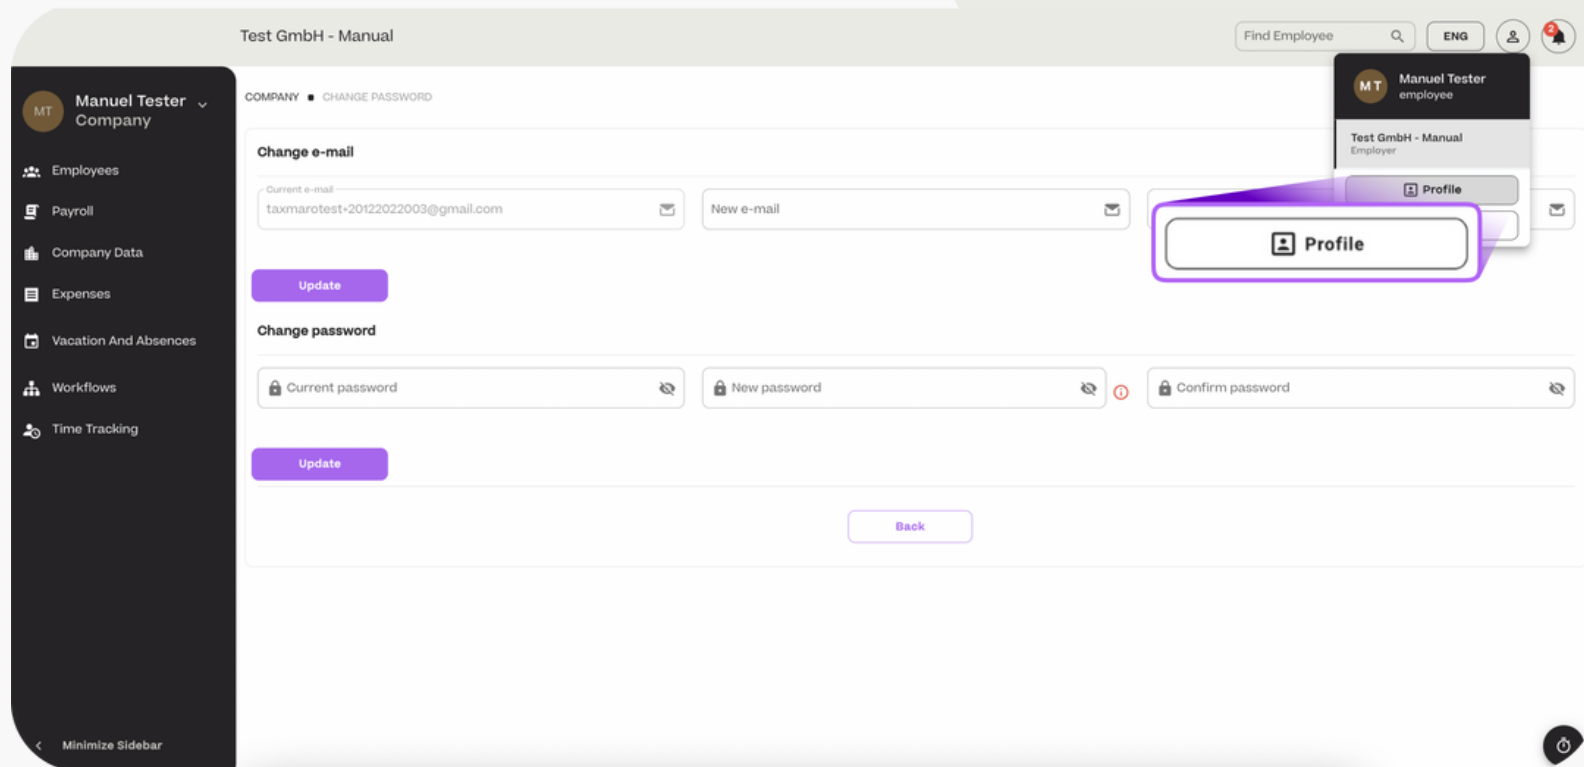 Test GmbH - Manual
Find Employee
ENG
2
MT
Manuel Tester
Company
Employees
Payroll
Company Data
Expenses
Vacation And Absences
Workflows
Time Tracking
Minimize Sidebar
COMPANY ■ CHANGE PASSWORD
MT
Manuel Tester
employee
Test GmbH - Manual
Employer
Profile
Profile
Change e-mail
Current e-mail
taxmarotest+20122022003@gmail.com
New e-mail
Update
Change password
Current password
New password
Confirm password
Update
Back